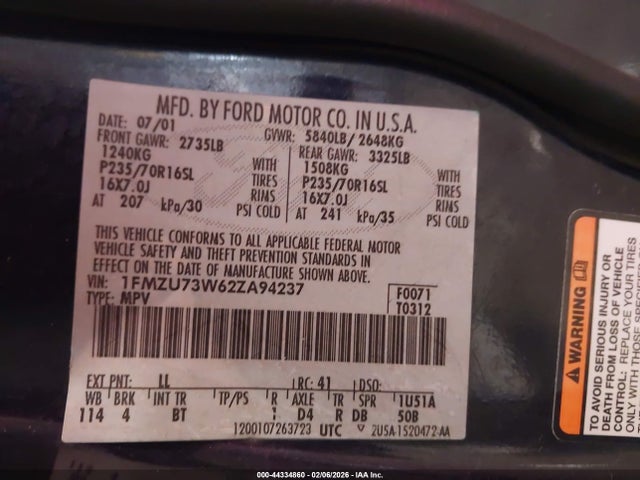 MFD. BY FORD MOTOR CO. IN U.S.A.
DATE: 07/01 GVWR: 5840LB/ 2648KG
FRONT GAWR: 2735LB REAR GAWR: 3325LB
1240KG WITH 1508KG WITH
P235/70R16SL TIRES P235/70R16SL TIRES
16X7.0J RIMS 16X7.0J RIMS
AT 207 kPa/30 PSI COLD AT 241 kPa/35 PSI COLD
THIS VEHICLE CONFORMS TO ALL APPLICABLE FEDERAL MOTOR
VEHICLE SAFETY AND THEFT PREVENTION STANDARDS IN
EFFECT ON THE DATE OF MANUFACTURE SHOWN ABOVE.
VIN: 1FMZU73W62ZA94237 F0071
TYPE: MPV T0312
EXT PNT: LL RC: 41 DSO:
WB BRK INT TR TP/PS R AXLE TR SPR 1U51A
114 4 BT 1 D4 R DB 50B
1200107263723 UTC 2U5A-1520472-AA
WARNING
TO AVOID SERIOUS INJURY OR
DEATH FROM LOSS OF VEHICLE
CONTROL: REPLACE YOUR TIRES
ONLY WITH THOSE SPECIFIED
000-44334860 - 02/06/2026 - IAA Inc.